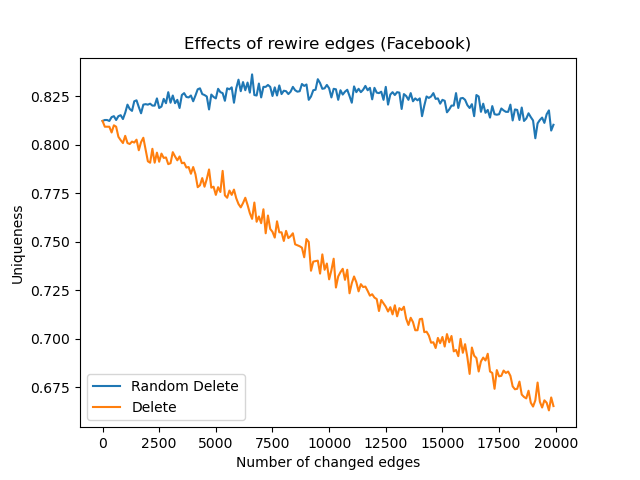 Effects of rewire edges (Facebook)
0.825
0.800
0.775
0.750
0.725
0.700
0.675
Uniqueness
Random Delete
Delete
0 2500 5000 7500 10000 12500 15000 17500 20000
Number of changed edges